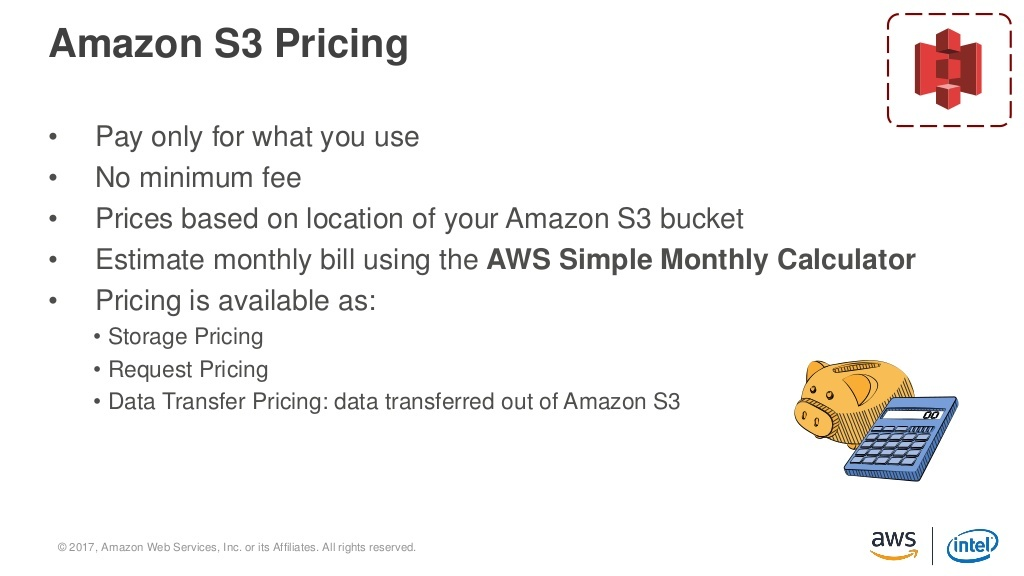 Amazon S3 Pricing
• Pay only for what you use
• No minimum fee
• Prices based on location of your Amazon S3 bucket
• Estimate monthly bill using the AWS Simple Monthly Calculator
• Pricing is available as:
• Storage Pricing
• Request Pricing
• Data Transfer Pricing: data transferred out of Amazon S3
00
© 2017, Amazon Web Services, Inc. or its Affiliates. All rights reserved.
aws
intel